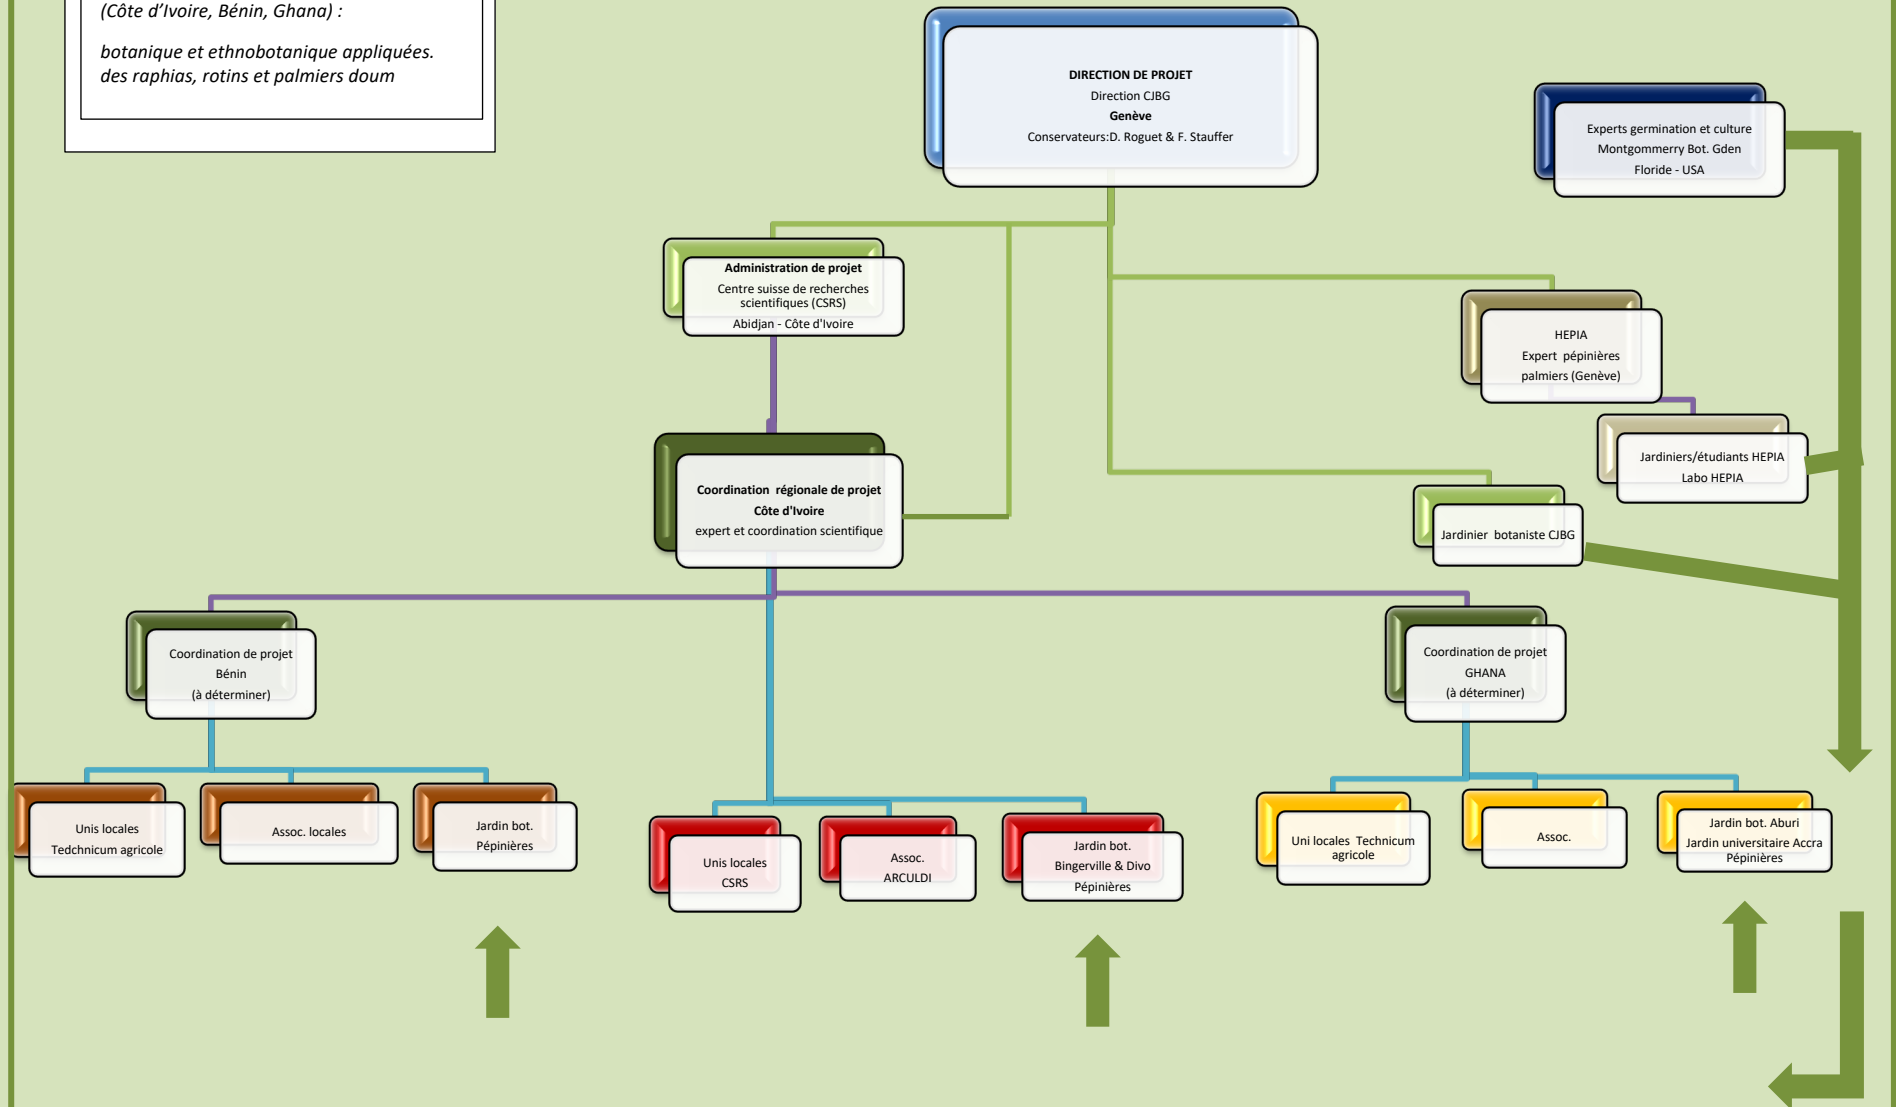 (Côte d’Ivoire, Bénin, Ghana) :
botanique et ethnobotanique appliquées.
des raphias, rotins et palmiers doum
DIRECTION DE PROJET
Direction CJBG
Genève
Conservateurs:D. Roguet & F. Stauffer
Experts germination et culture
Montgommerry Bot. Gden
Floride - USA
Administration de projet
Centre suisse de recherches
scientifiques (CSRS)
Abidjan - Côte d'Ivoire
HEPIA
Expert pépinières
palmiers (Genève)
Jardiniers/étudiants HEPIA
Labo HEPIA
Coordination régionale de projet
Côte d'Ivoire
expert et coordination scientifique
Jardinier botaniste CJBG
Coordination de projet
Bénin
(à déterminer)
Coordination de projet
GHANA
(à déterminer)
Unis locales
Tedchnicum agricole
Assoc. locales
Jardin bot.
Pépinières
Unis locales
CSRS
Assoc.
ARCULDI
Jardin bot.
Bingerville & Divo
Pépinières
Uni locales Technicum
agricole
Assoc.
Jardin bot. Aburi
Jardin universitaire Accra
Pépinières